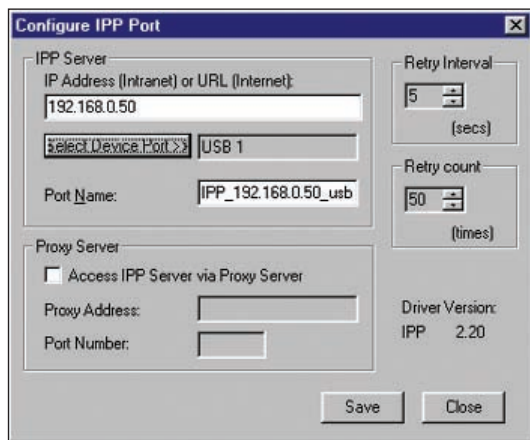 Configure IPP Port
IPP Server
IP Address (Intranet) or URL (Internet):
192.168.0.50
Select Device Port >>
USB 1
Port Name:
IPP_192.168.0.50_usb
Proxy Server
Access IPP Server via Proxy Server
Proxy Address:
Port Number:
Retry Interval
5
(secs)
Retry count
50
(times)
Driver Version:
IPP 2.20
Save
Close